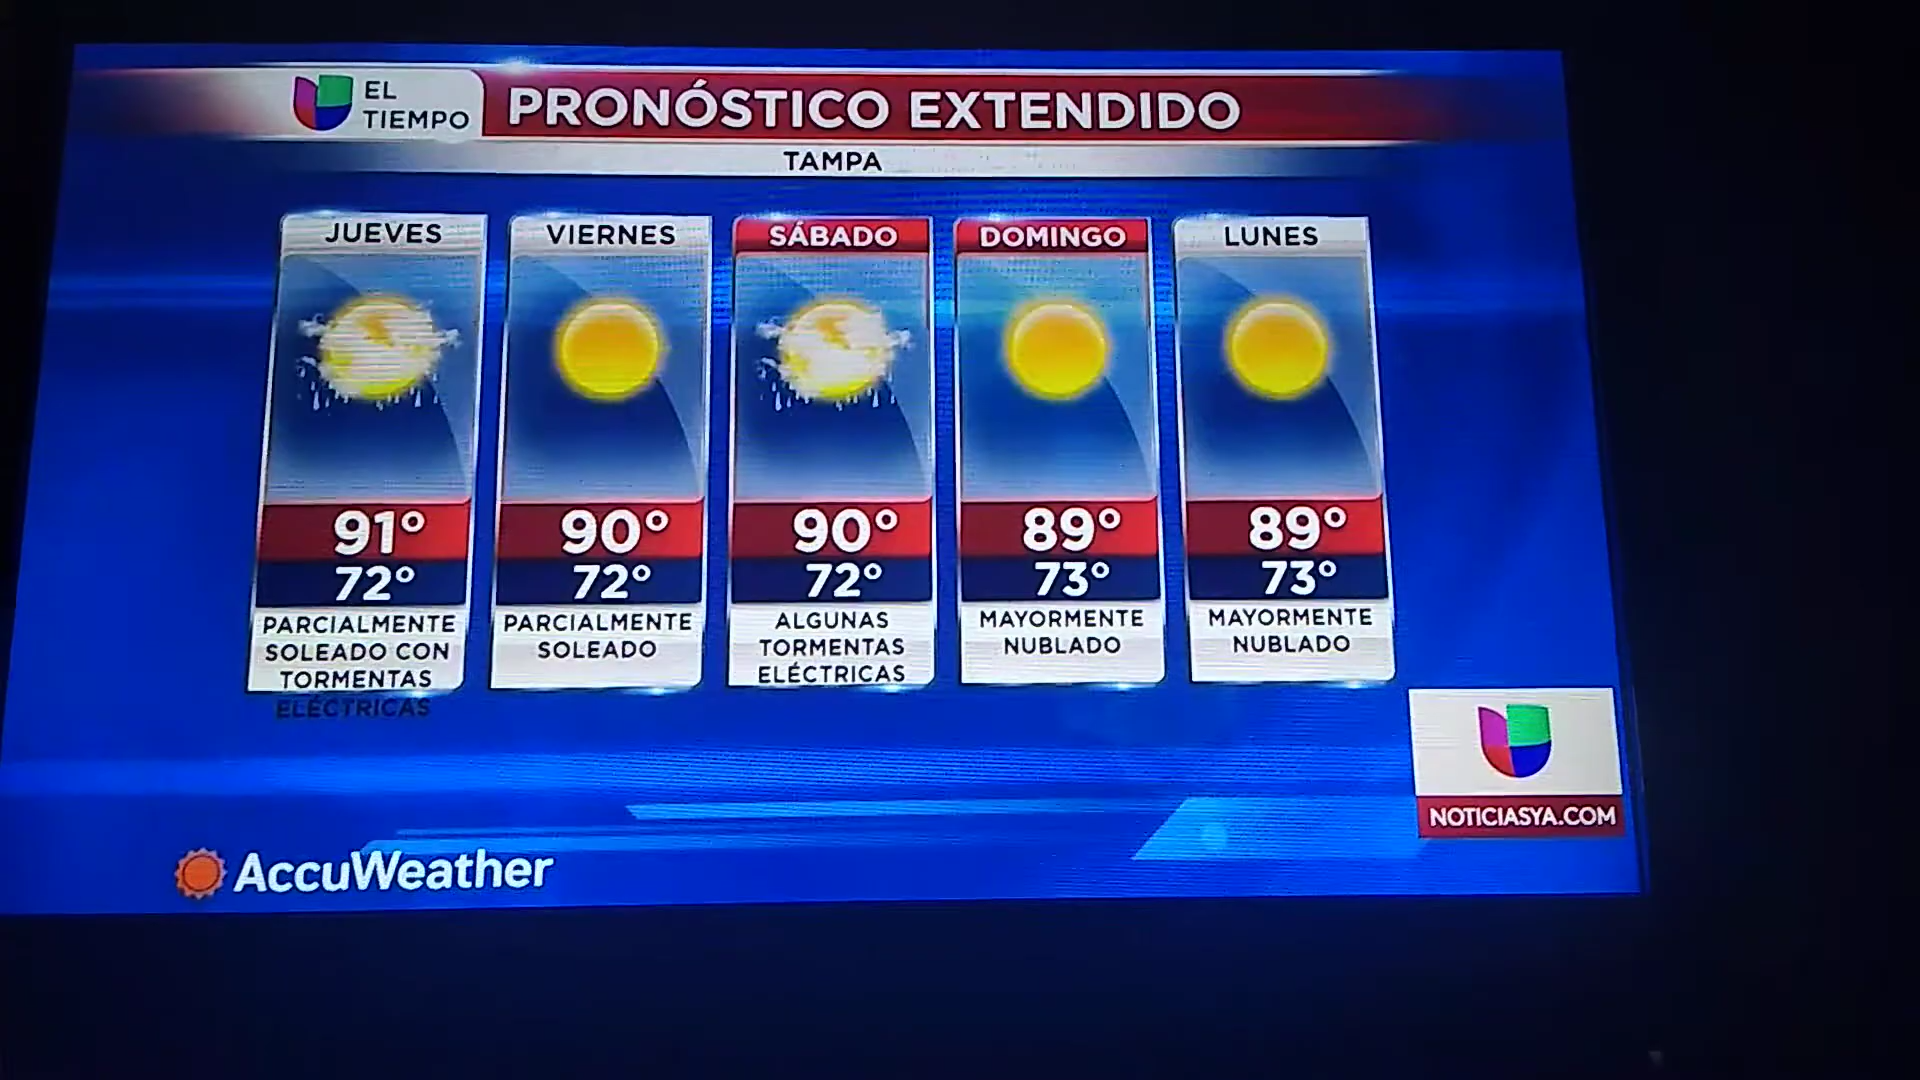 EL
TIEMPO
PRONÓSTICO EXTENDIDO
TAMPA
JUEVES
91°
72°
PARCIALMENTE
SOLEADO CON
TORMENTAS
ELÉCTRICAS
VIERNES
90°
72°
PARCIALMENTE
SOLEADO
SÁBADO
90°
72°
ALGUNAS
TORMENTAS
ELÉCTRICAS
DOMINGO
89°
73°
MAYORMENTE
NUBLADO
LUNES
89°
73°
MAYORMENTE
NUBLADO
NOTICIASYA.COM
AccuWeather